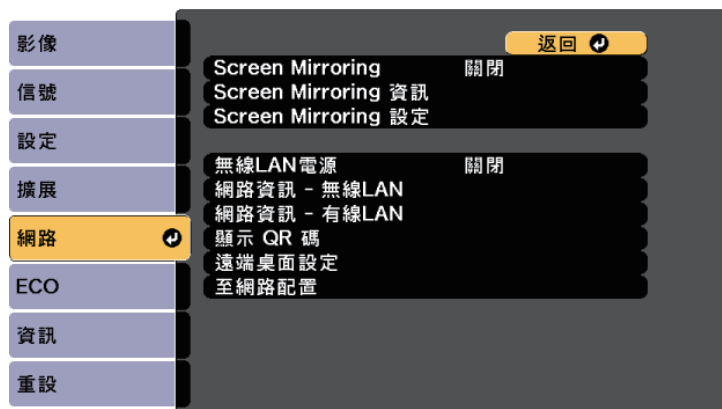 影像
信號
設定
擴展
網路
ECO
資訊
重設
返回
Screen Mirroring 關閉
Screen Mirroring 資訊
Screen Mirroring 設定
無線LAN電源 關閉
網路資訊 - 無線LAN
網路資訊 - 有線LAN
顯示 QR 碼
遠端桌面設定
至網路配置